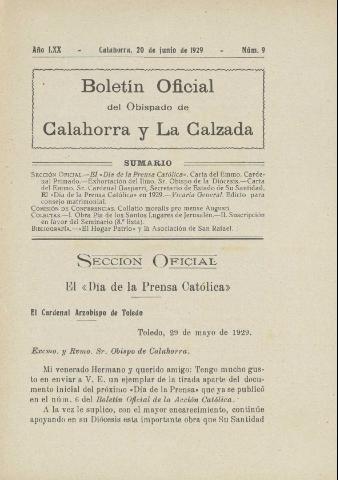 Año LXX - Calahorra, 20 de junio de 1929 - Núm. 9
Boletín Oficial
del Obispado de
Calahorra y La Calzada
SUMARIO
SECCIÓN OFICIAL.—El «Día de la Prensa Católica». Carta del Emmo. Carde-
nal Primado.—Exhortación del Ilmo. Sr. Obispo de la Diócesis.—Carta
del Emmo. Sr. Cardenal Gasparri, Secretario de Estado de Su Santidad.
El «Día de la Prensa Católica» en 1929.—Vicaría General. Edicto para
consejo matrimonial.
COMISIÓN DE CONFERENCIAS. Collatio moralis pro mense Augusti.
COLECTAS.—I. Obra Pía de los Santos Lugares de Jerusalén.—II. Suscripción
en favor del Seminario (8.ª lista).
BIBLIOGRAFÍA.—«El Hogar Patrio» y la Asociación de San Rafael.
SECCION OFICIAL
El «Día de la Prensa Católica»
El Cardenal Arzobispo de Toledo
Toledo, 29 de mayo de 1929.
Excmo. y Rvmo. Sr. Obispo de Calahorra.
Mi venerado Hermano y querido amigo: Tengo mucho gus-
to en enviar a V. E. un ejemplar de la tirada aparte del docu-
mento inicial del próximo «Día de la Prensa» que ya se publicó
en el núm. 6 del Boletín Oficial de la Acción Católica.
A la vez le suplico, con el mayor encarecimiento, continúe
apoyando en su Diócesis esta importante obra que Su Santidad